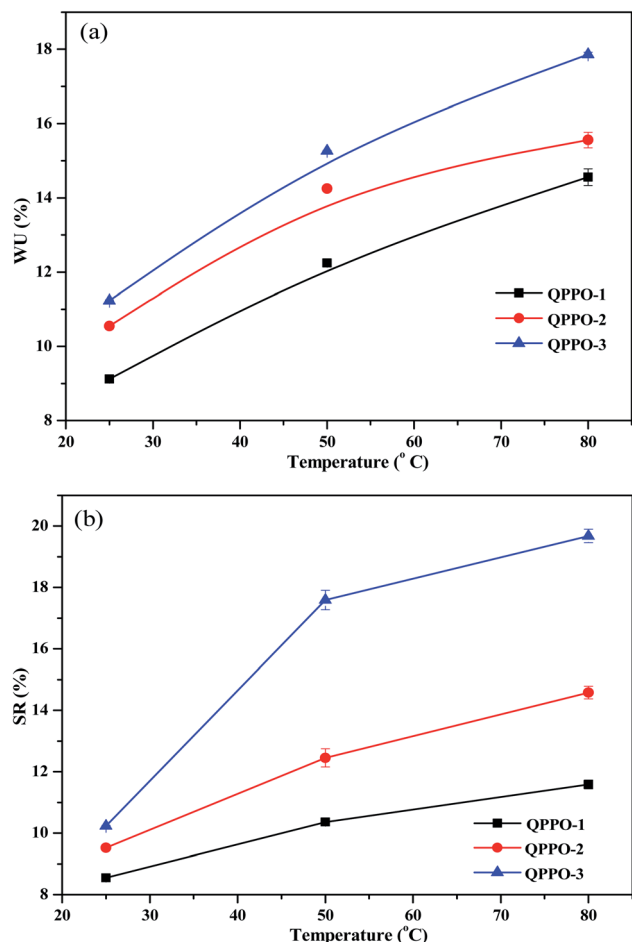 (a)
18
16
14
12
10
8
WU (%)
QPPO-1
QPPO-2
QPPO-3
20 30 40 50 60 70 80
Temperature (° C)
(b)
20
18
16
14
12
10
8
SR (%)
QPPO-1
QPPO-2
QPPO-3
20 30 40 50 60 70 80
Temperature (°C)